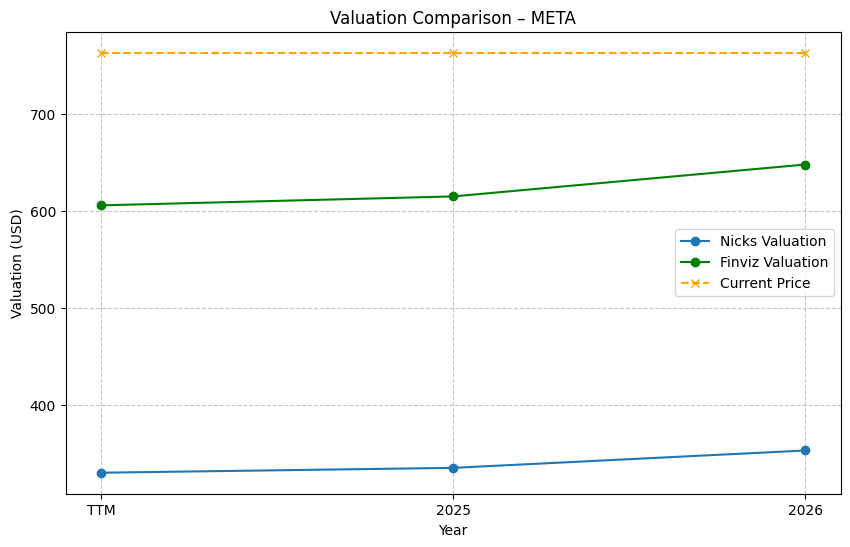 Valuation Comparison – META
Valuation (USD)
700
600
500
400
Nicks Valuation
Finviz Valuation
Current Price
TTM
2025
2026
Year